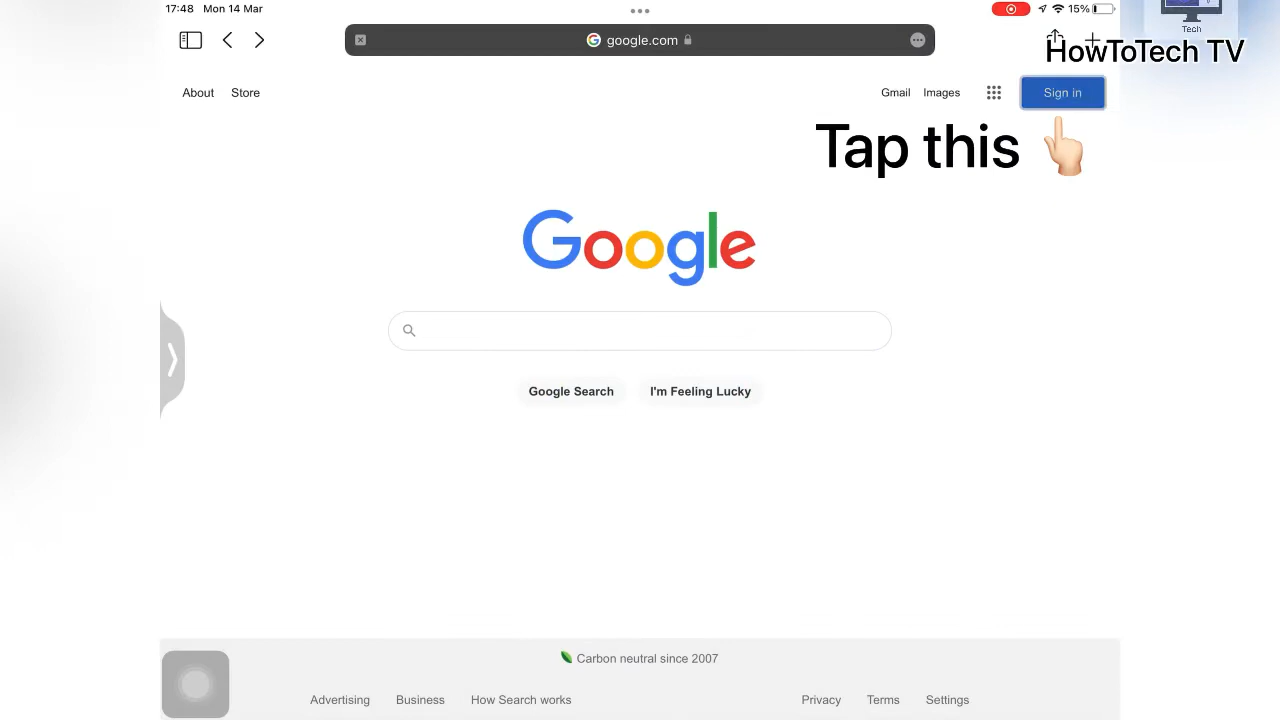 17:48 Mon 14 Mar
15%
Tech
google.com
HowToTech TV
About Store
Gmail Images Sign in
Tap this
Google
Google Search I'm Feeling Lucky
Carbon neutral since 2007
Advertising Business How Search works Privacy Terms Settings